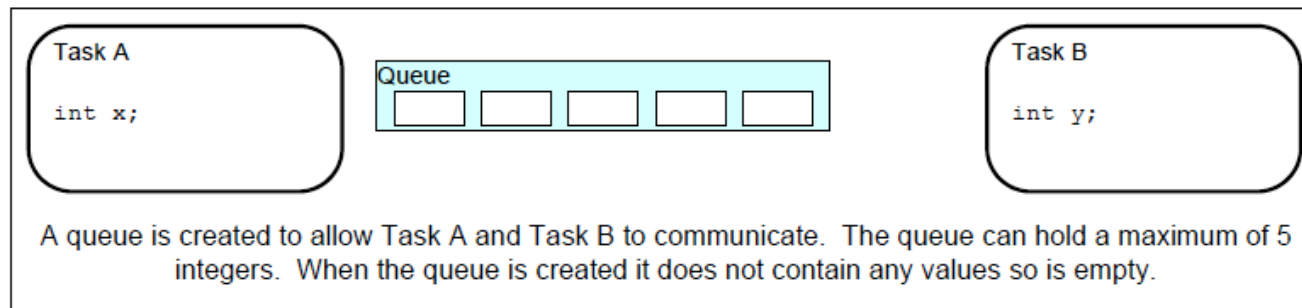 Task A
int x;
Queue
Task B
int y;
A queue is created to allow Task A and Task B to communicate.  The queue can hold a maximum of 5
integers.  When the queue is created it does not contain any values so is empty.